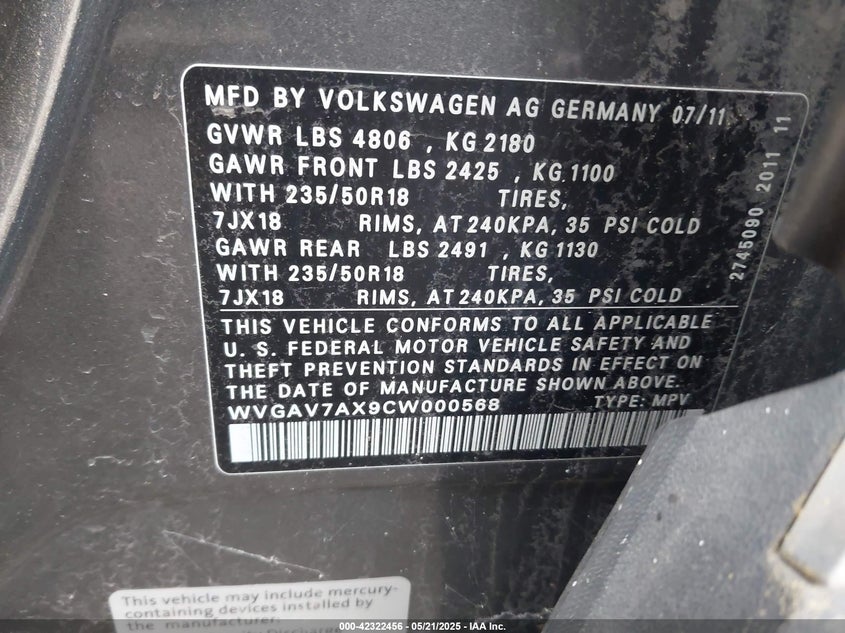 MFD BY VOLKSWAGEN AG GERMANY 07/11
GVWR LBS 4806 , KG 2180
GAWR FRONT LBS 2425 , KG 1100
WITH 235/50R18 TIRES,
7JX18 RIMS, AT 240KPA, 35 PSI COLD
GAWR REAR LBS 2491 , KG 1130
WITH 235/50R18 TIRES,
7JX18 RIMS, AT 240KPA, 35 PSI COLD
THIS VEHICLE CONFORMS TO ALL APPLICABLE
U. S. FEDERAL MOTOR VEHICLE SAFETY AND
THEFT PREVENTION STANDARDS IN EFFECT ON
THE DATE OF MANUFACTURE SHOWN ABOVE.
WVGAV7AX9CW000568 TYPE: MPV
2745090 2011 11
This vehicle may include mercury-
containing devices installed by
the manufacturer:
000-42322456 - 05/21/2025 - IAA Inc.